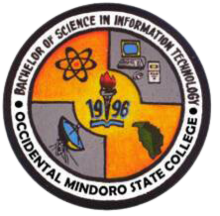 BACHELOR OF SCIENCE IN INFORMATION TECHNOLOGY
1996
• OCCIDENTAL MINDORO STATE COLLEGE •